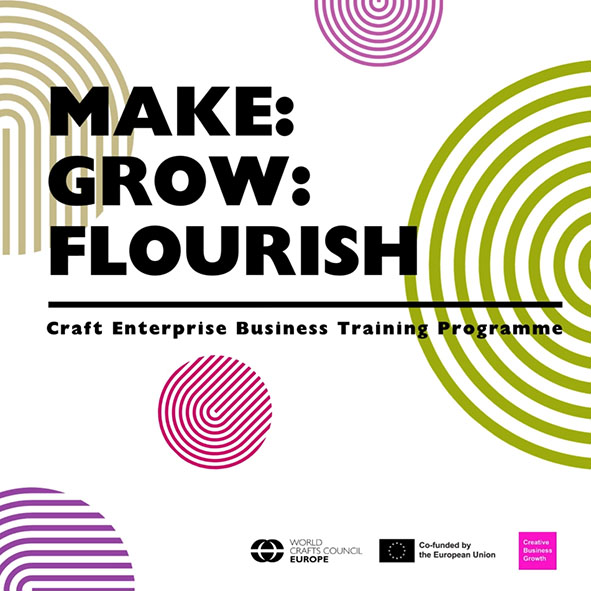 MAKE:
GROW:
FLOURISH
Craft Enterprise Business Training Programme
WORLD
CRAFTS COUNCIL
EUROPE
Co-funded by
the European Union
Creative
Business
Growth